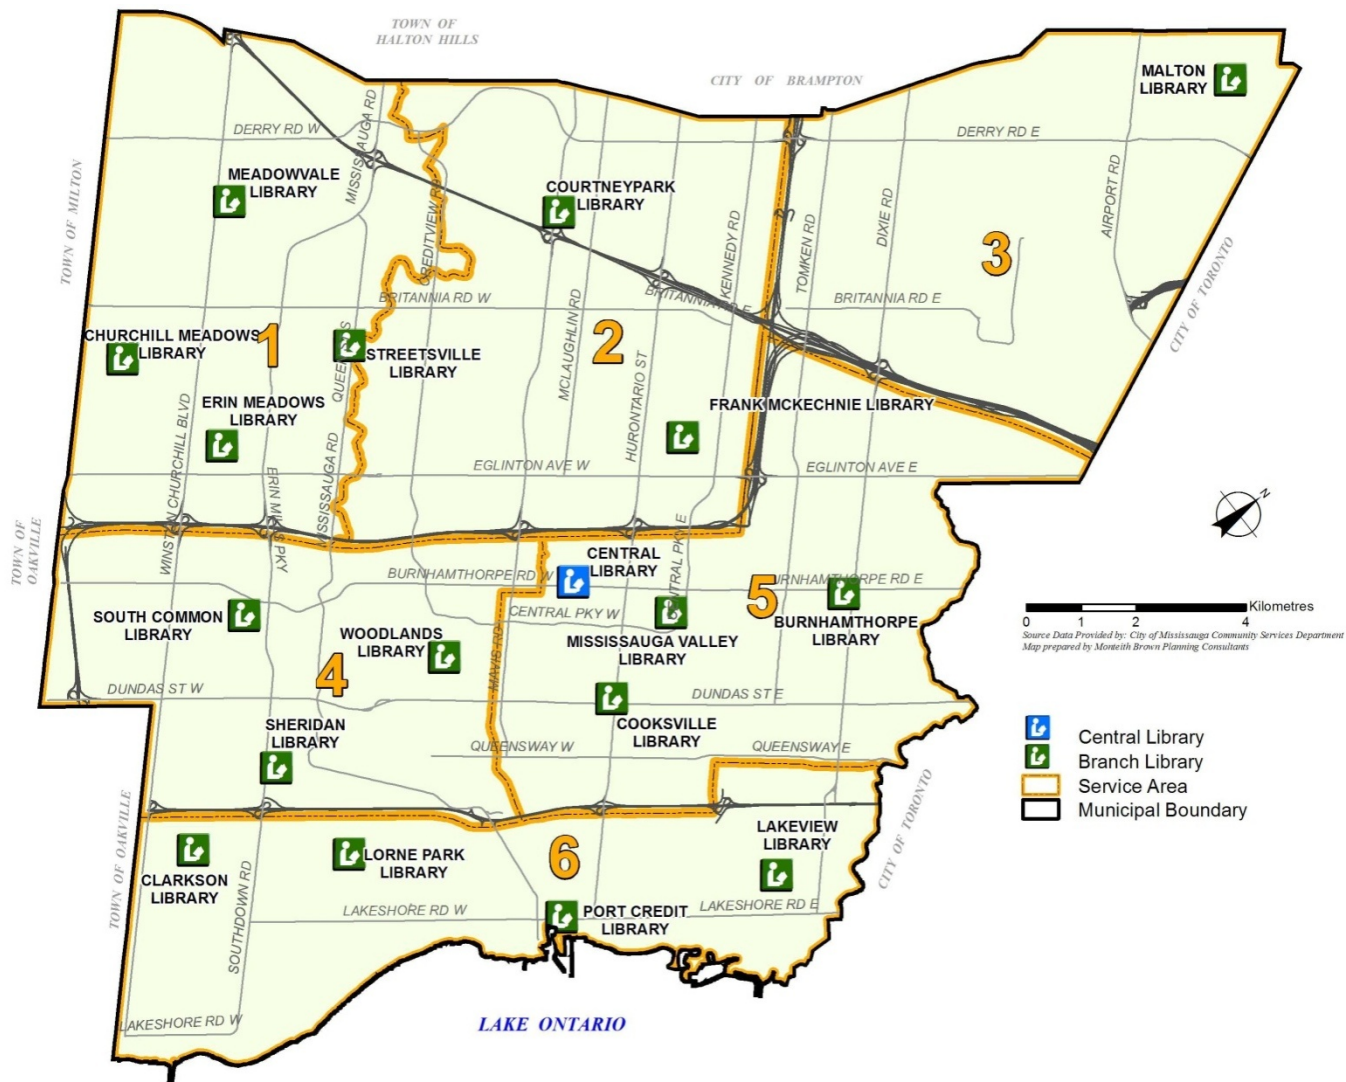 TOWN OF
HALTON HILLS
CITY OF BRAMPTON
MALTON
LIBRARY
DERRY RD W
MISSISSAUGA RD
DERRY RD E
TOWN OF MILTON
MEADOWVALE
LIBRARY
CREDITVIEW RD
COURTNEYPARK
LIBRARY
KENNEDY RD
TOMKEN RD
DIXIE RD
AIRPORT RD
3
CITY OF TORONTO
BRITANNIA RD W
BRITANNIA RD E
BRITANNIA RD E
CHURCHILL MEADOWS
LIBRARY
1
QUEEN S
STREETSVILLE
LIBRARY
MCLAUGHLIN RD
2
HURONTARIO ST
ERIN MEADOWS
LIBRARY
FRANK MCKECHNIE LIBRARY
WINSTON CHURCHILL BLVD
ERIN MILLS PKY
MISSISSAUGA RD
EGLINTON AVE W
EGLINTON AVE E
N
TOWN OF
OAKVILLE
BURNHAMTHORPE RD W
CENTRAL
LIBRARY
CENTRAL PKY E
5
BURNHAMTHORPE RD E
SOUTH COMMON
LIBRARY
WOODLANDS
LIBRARY
CENTRAL PKY W
MAVIS RD
MISSISSAUGA VALLEY
LIBRARY
BURNHAMTHORPE
LIBRARY
Kilometres
0 1 2 4
Source Data Provided by: City of Mississauga Community Services Department
Map prepared by Monteith Brown Planning Consultants
4
DUNDAS ST W
DUNDAS ST E
SHERIDAN
LIBRARY
COOKSVILLE
LIBRARY
QUEENSWAY W
QUEENSWAY E
Central Library
Branch Library
Service Area
Municipal Boundary
TOWN OF OAKVILLE
CITY OF TORONTO
CLARKSON
LIBRARY
SOUTHDOWN RD
LORNE PARK
LIBRARY
6
LAKEVIEW
LIBRARY
LAKESHORE RD W
PORT CREDIT
LIBRARY
LAKESHORE RD E
LAKESHORE RD W
LAKE ONTARIO